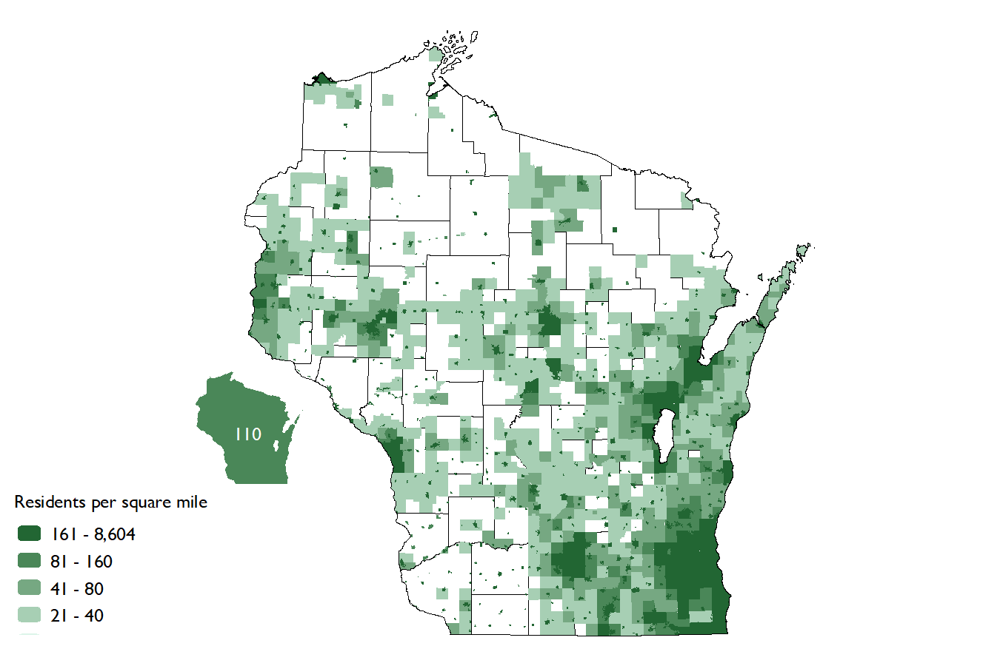 110
Residents per square mile
161 - 8,604
81 - 160
41 - 80
21 - 40